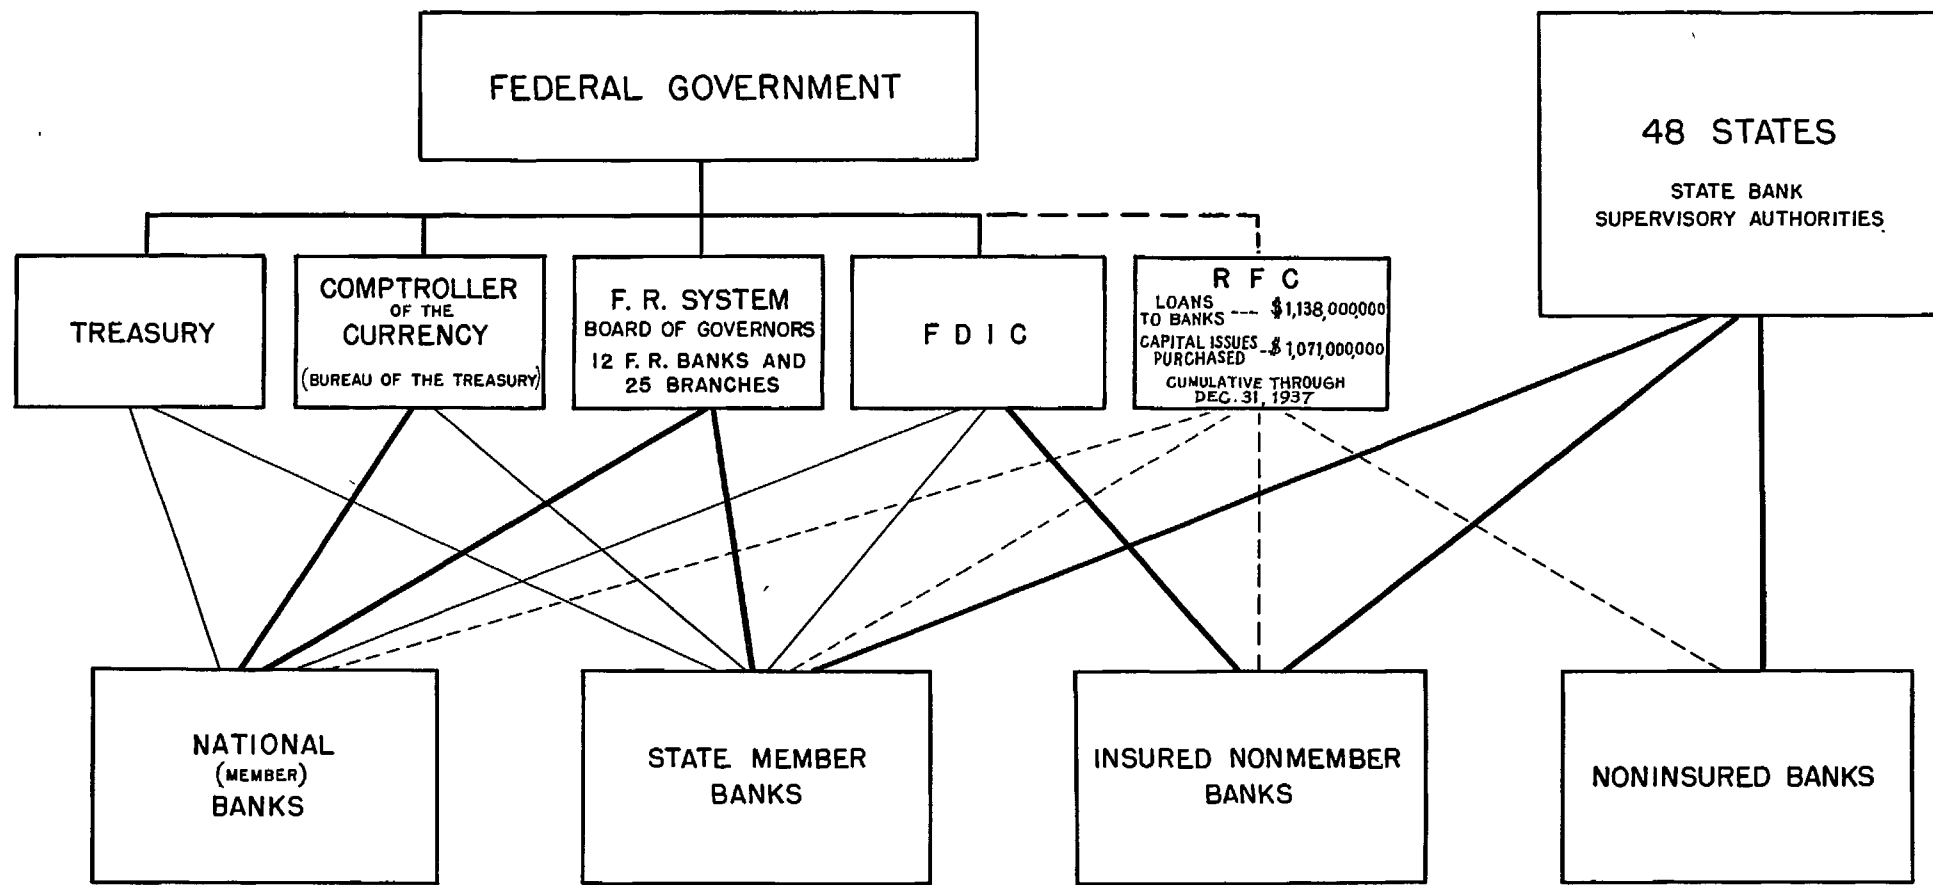 FEDERAL GOVERNMENT
48 STATES
STATE BANK
SUPERVISORY AUTHORITIES
TREASURY
COMPTROLLER
OF THE
CURRENCY
(BUREAU OF THE TREASURY)
F. R. SYSTEM
BOARD OF GOVERNORS
12 F. R. BANKS AND
25 BRANCHES
F D I C
R F C
LOANS
TO BANKS --- $1,138,000,000
CAPITAL ISSUES
PURCHASED -- $1,071,000,000
CUMULATIVE THROUGH
DEC. 31, 1937
NATIONAL
(MEMBER)
BANKS
STATE MEMBER
BANKS
INSURED NONMEMBER
BANKS
NONINSURED BANKS